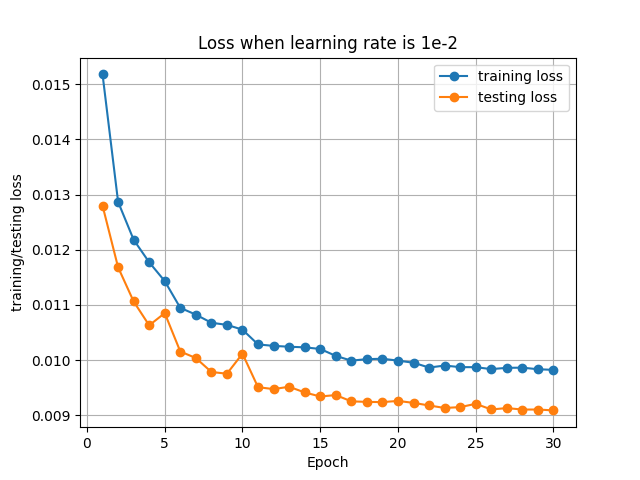 Loss when learning rate is 1e-2
training loss
testing loss
training/testing loss
0.015
0.014
0.013
0.012
0.011
0.010
0.009
0
5
10
15
20
25
30
Epoch